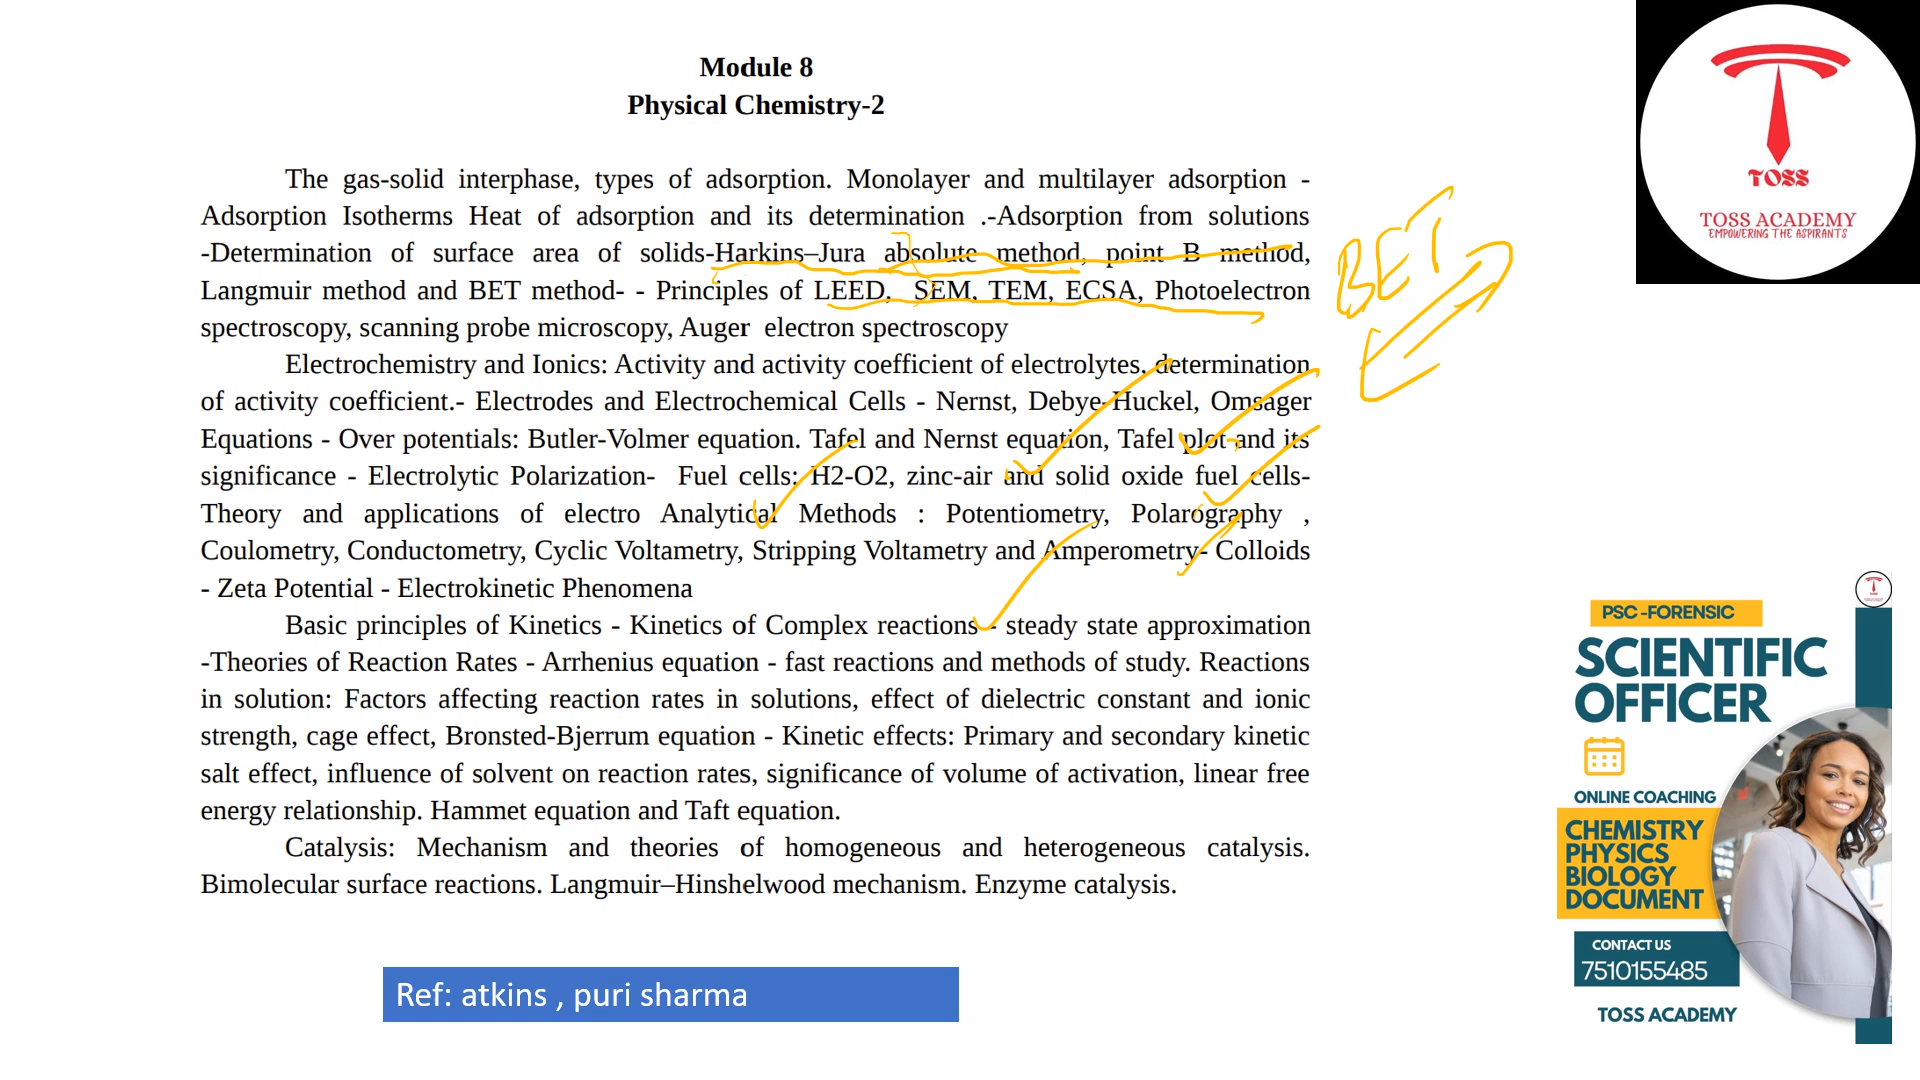 Module 8
Physical Chemistry-2
The gas-solid interphase, types of adsorption. Monolayer and multilayer adsorption -
Adsorption Isotherms Heat of adsorption and its determination .-Adsorption from solutions
-Determination of surface area of solids-Harkins–Jura absolute method, point B method,
Langmuir method and BET method- - Principles of LEED, SEM, TEM, ECSA, Photoelectron
spectroscopy, scanning probe microscopy, Auger electron spectroscopy
Electrochemistry and Ionics: Activity and activity coefficient of electrolytes, determination
of activity coefficient.- Electrodes and Electrochemical Cells - Nernst, Debye-Huckel, Omsager
Equations - Over potentials: Butler-Volmer equation. Tafel and Nernst equation, Tafel plot and its
significance - Electrolytic Polarization- Fuel cells: H2-O2, zinc-air and solid oxide fuel cells-
Theory and applications of electro Analytical Methods : Potentiometry, Polarography ,
Coulometry, Conductometry, Cyclic Voltametry, Stripping Voltametry and Amperometry- Colloids
- Zeta Potential - Electrokinetic Phenomena
Basic principles of Kinetics - Kinetics of Complex reactions - steady state approximation
-Theories of Reaction Rates - Arrhenius equation - fast reactions and methods of study. Reactions
in solution: Factors affecting reaction rates in solutions, effect of dielectric constant and ionic
strength, cage effect, Bronsted-Bjerrum equation - Kinetic effects: Primary and secondary kinetic
salt effect, influence of solvent on reaction rates, significance of volume of activation, linear free
energy relationship. Hammet equation and Taft equation.
Catalysis: Mechanism and theories of homogeneous and heterogeneous catalysis.
Bimolecular surface reactions. Langmuir–Hinshelwood mechanism. Enzyme catalysis.
Ref: atkins , puri sharma
BET
TOSS
TOSS ACADEMY
EMPOWERING THE ASPIRANTS
PSC -FORENSIC
SCIENTIFIC
OFFICER
ONLINE COACHING
CHEMISTRY
PHYSICS
BIOLOGY
DOCUMENT
CONTACT US
7510155485
TOSS ACADEMY